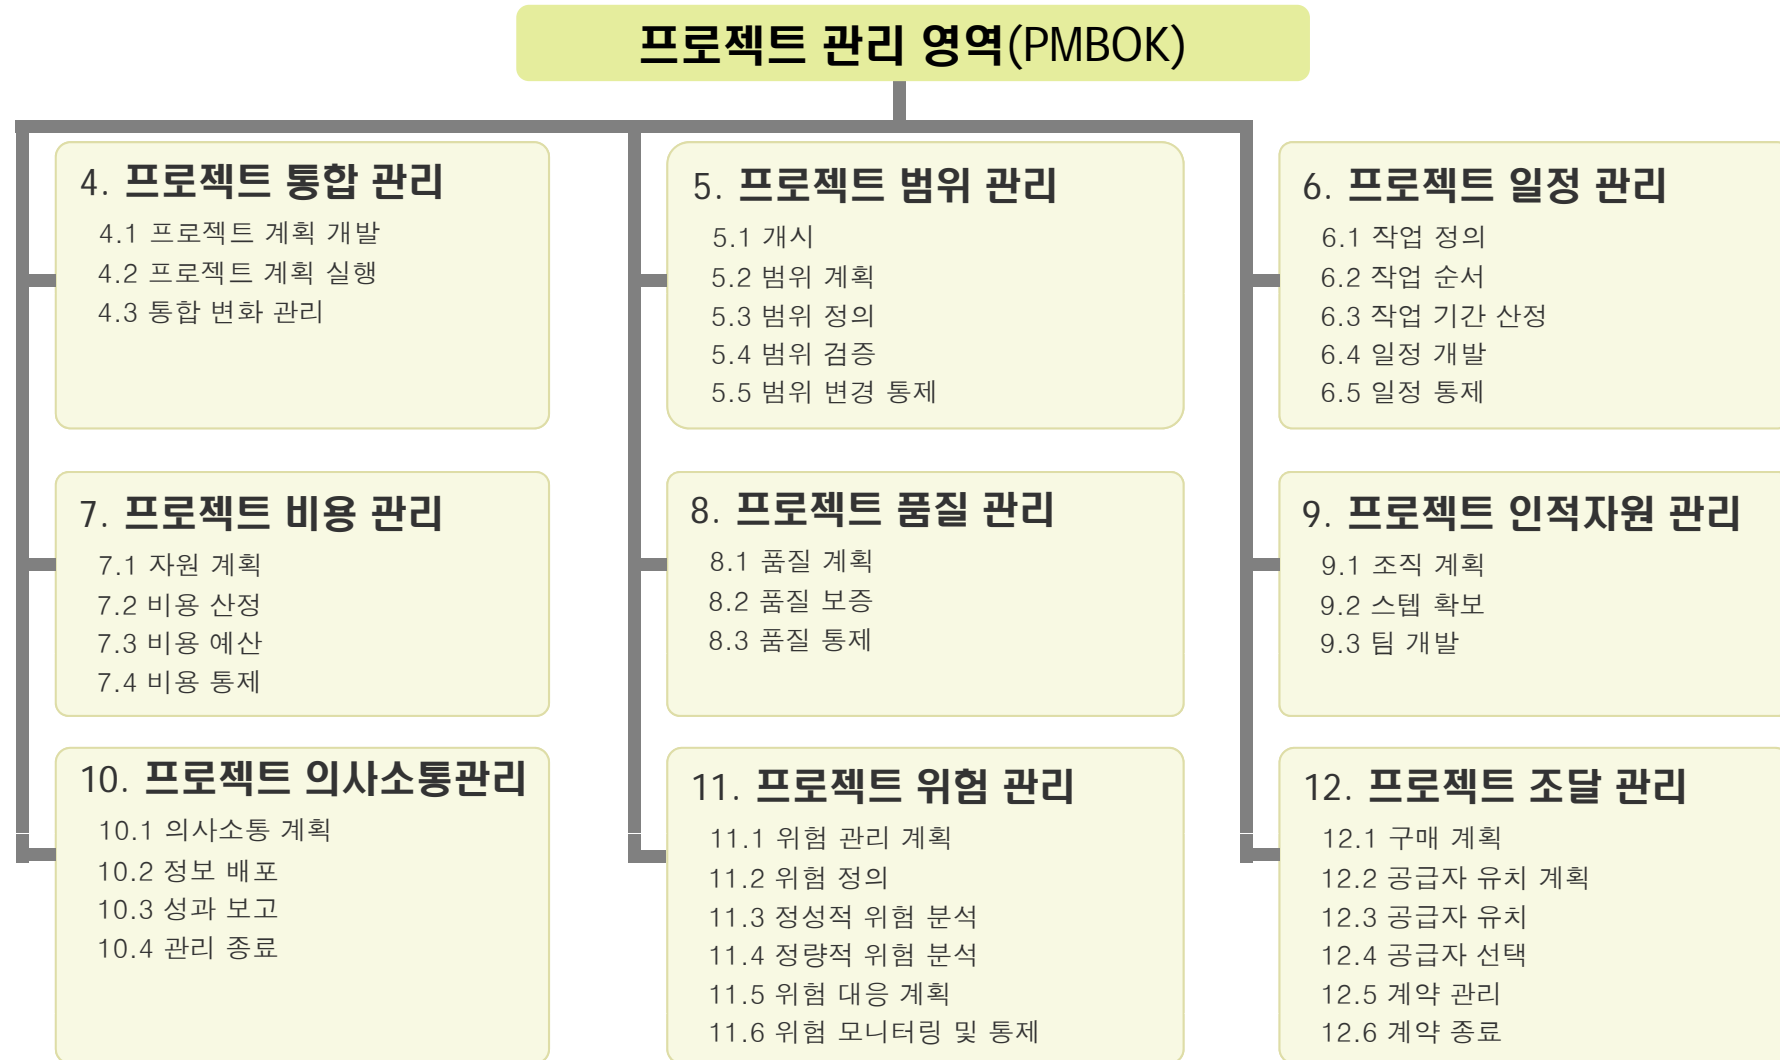 프로젝트 관리 영역(PMBOK)
4. 프로젝트 통합 관리
4.1 프로젝트 계획 개발
4.2 프로젝트 계획 실행
4.3 통합 변화 관리
5. 프로젝트 범위 관리
5.1 개시
5.2 범위 계획
5.3 범위 정의
5.4 범위 검증
5.5 범위 변경 통제
6. 프로젝트 일정 관리
6.1 작업 정의
6.2 작업 순서
6.3 작업 기간 산정
6.4 일정 개발
6.5 일정 통제
7. 프로젝트 비용 관리
7.1 자원 계획
7.2 비용 산정
7.3 비용 예산
7.4 비용 통제
8. 프로젝트 품질 관리
8.1 품질 계획
8.2 품질 보증
8.3 품질 통제
9. 프로젝트 인적자원 관리
9.1 조직 계획
9.2 스텝 확보
9.3 팀 개발
10. 프로젝트 의사소통관리
10.1 의사소통 계획
10.2 정보 배포
10.3 성과 보고
10.4 관리 종료
11. 프로젝트 위험 관리
11.1 위험 관리 계획
11.2 위험 정의
11.3 정성적 위험 분석
11.4 정량적 위험 분석
11.5 위험 대응 계획
11.6 위험 모니터링 및 통제
12. 프로젝트 조달 관리
12.1 구매 계획
12.2 공급자 유치 계획
12.3 공급자 유치
12.4 공급자 선택
12.5 계약 관리
12.6 계약 종료